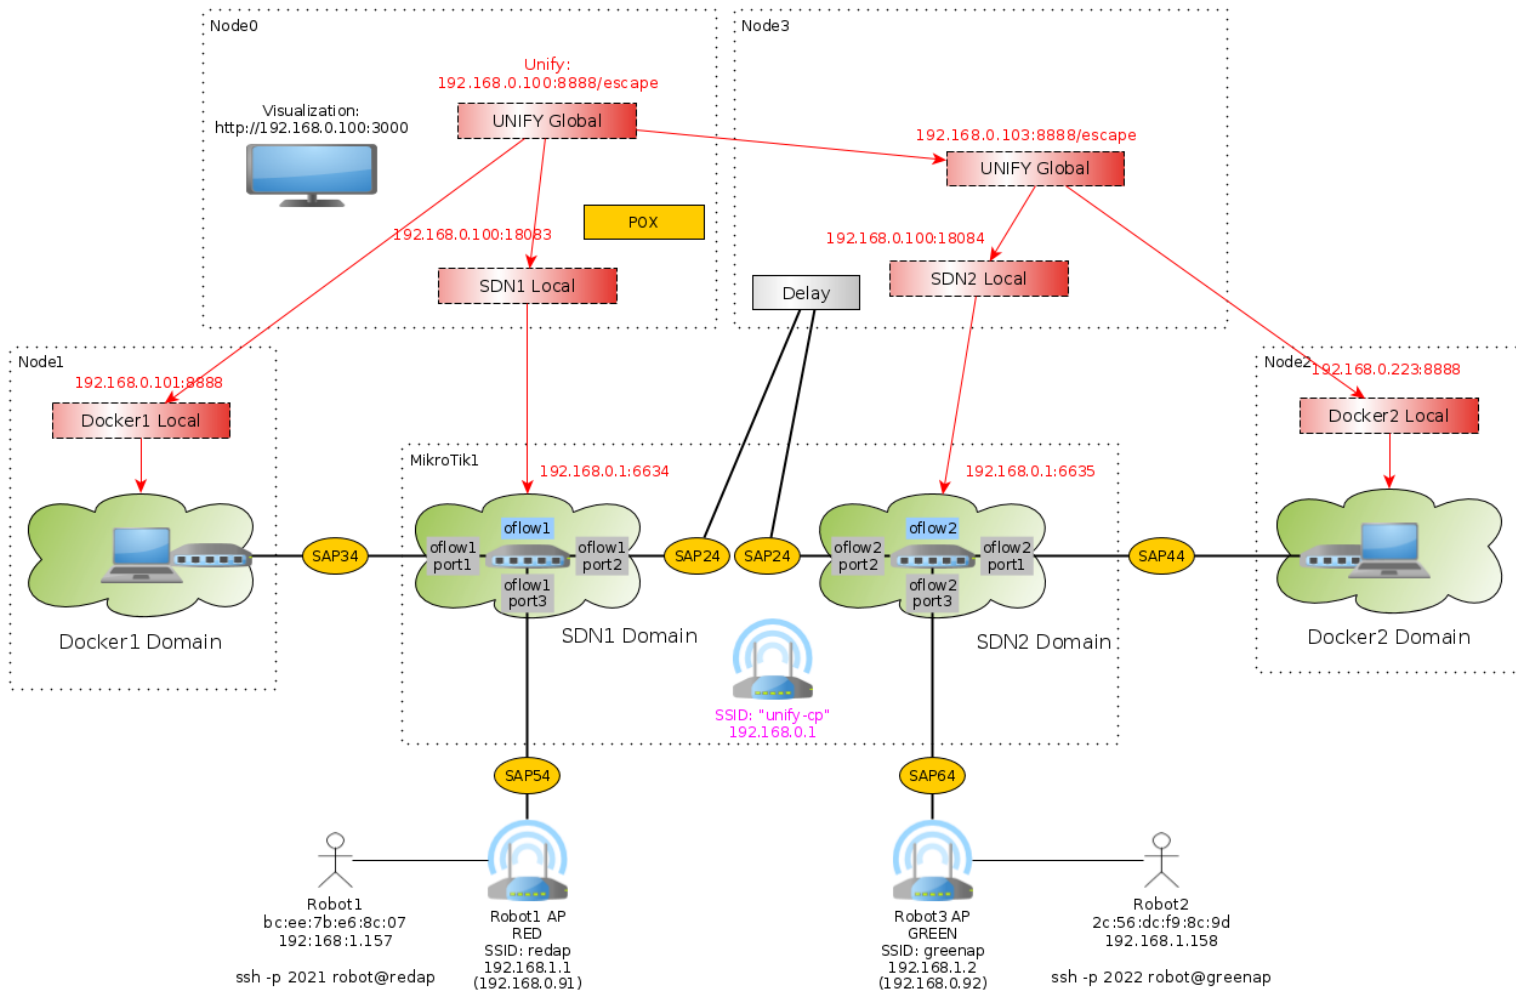 Node0
Node3
Unify:
192.168.0.100:8888/escape
Visualization:
http://192.168.0.100:3000
UNIFY Global
192.168.0.103:8888/escape
UNIFY Global
POX
192.168.0.100:18083
192.168.0.100:18084
SDN1 Local
SDN2 Local
Delay
Node1
192.168.0.101:8888
Docker1 Local
Node2
192.168.0.223:8888
Docker2 Local
MikroTik1
192.168.0.1:6634
192.168.0.1:6635
oflow1
oflow2
SAP34
oflow1
port1
oflow1
port2
SAP24
SAP24
oflow2
port2
oflow2
port1
SAP44
oflow1
port3
oflow2
port3
Docker1 Domain
SDN1 Domain
SDN2 Domain
Docker2 Domain
SSID: "unify-cp"
192.168.0.1
SAP54
SAP64
Robot1
bc:ee:7b:e6:8c:07
192:168:1.157
ssh -p 2021 robot@redap
Robot1 AP
RED
SSID: redap
192.168.1.1
(192.168.0.91)
Robot3 AP
GREEN
SSID: greenap
192.168.1.2
(192.168.0.92)
Robot2
2c:56:dc:f9:8c:9d
192.168.1.158
ssh -p 2022 robot@greenap